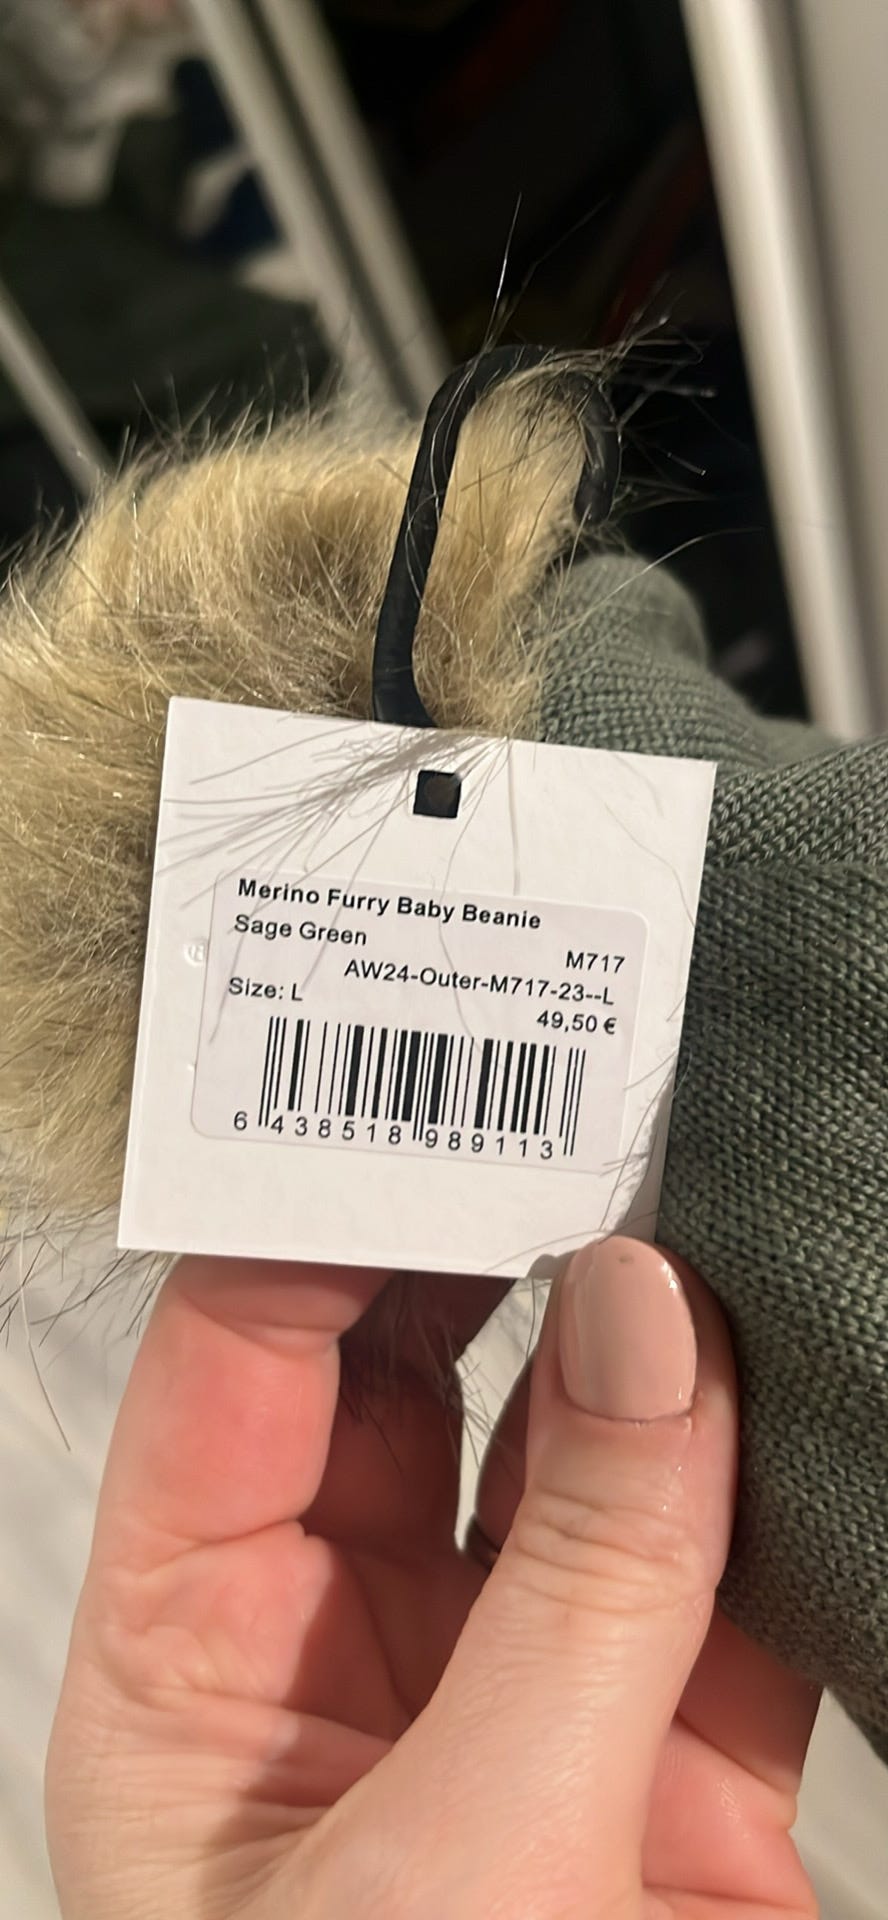 Merino Furry Baby Beanie
Sage Green
M717
AW24-Outer-M717-23--L
Size: L
49,50 €
6 438518 989113